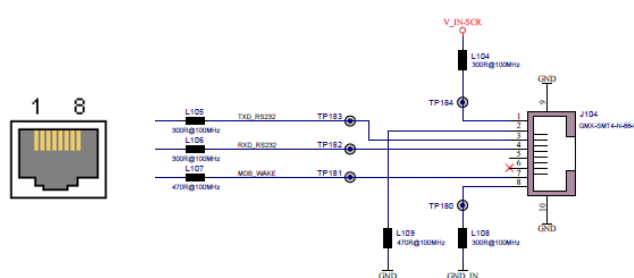 V_IN-SCR
L104
300R@100MHz
GND
9
TP184
J104
GMX-SMT4-N-88-
1 8
L105
TXD_RS232
TP183
300R@100MHz
L106
RXD_RS232
TP182
300R@100MHz
L107
MDB_WAKE
TP181
470R@100MHz
1
2
3
4
5
6
7
8
TP180
10
GND
L109
470R@100MHz
L108
300R@100MHz
GND
GND_IN